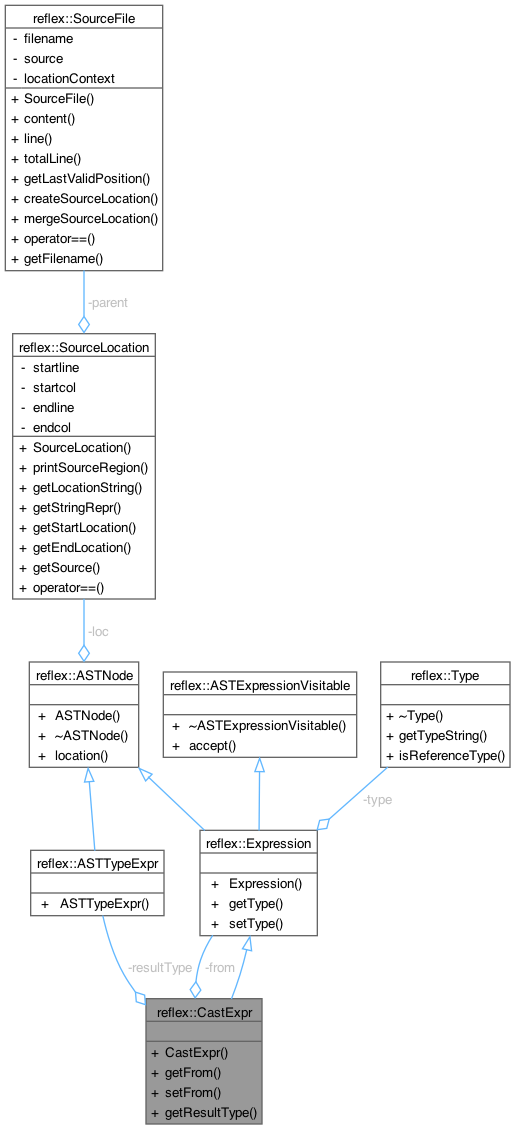 reflex::SourceFile
- filename
- source
- locationContext
+ SourceFile()
+ content()
+ line()
+ totalLine()
+ getLastValidPosition()
+ createSourceLocation()
+ mergeSourceLocation()
+ operator==()
+ getFilename()
-parent
reflex::SourceLocation
- startline
- startcol
- endline
- endcol
+ SourceLocation()
+ printSourceRegion()
+ getLocationString()
+ getStringRepr()
+ getStartLocation()
+ getEndLocation()
+ getSource()
+ operator==()
-loc
reflex::ASTNode
+ ASTNode()
+ ~ASTNode()
+ location()
reflex::ASTExpressionVisitable
+ ~ASTExpressionVisitable()
+ accept()
reflex::Type
+ ~Type()
+ getTypeString()
+ isReferenceType()
-type
reflex::ASTTypeExpr
+ ASTTypeExpr()
reflex::Expression
+ Expression()
+ getType()
+ setType()
-resultType
-from
reflex::CastExpr
+ CastExpr()
+ getFrom()
+ setFrom()
+ getResultType()